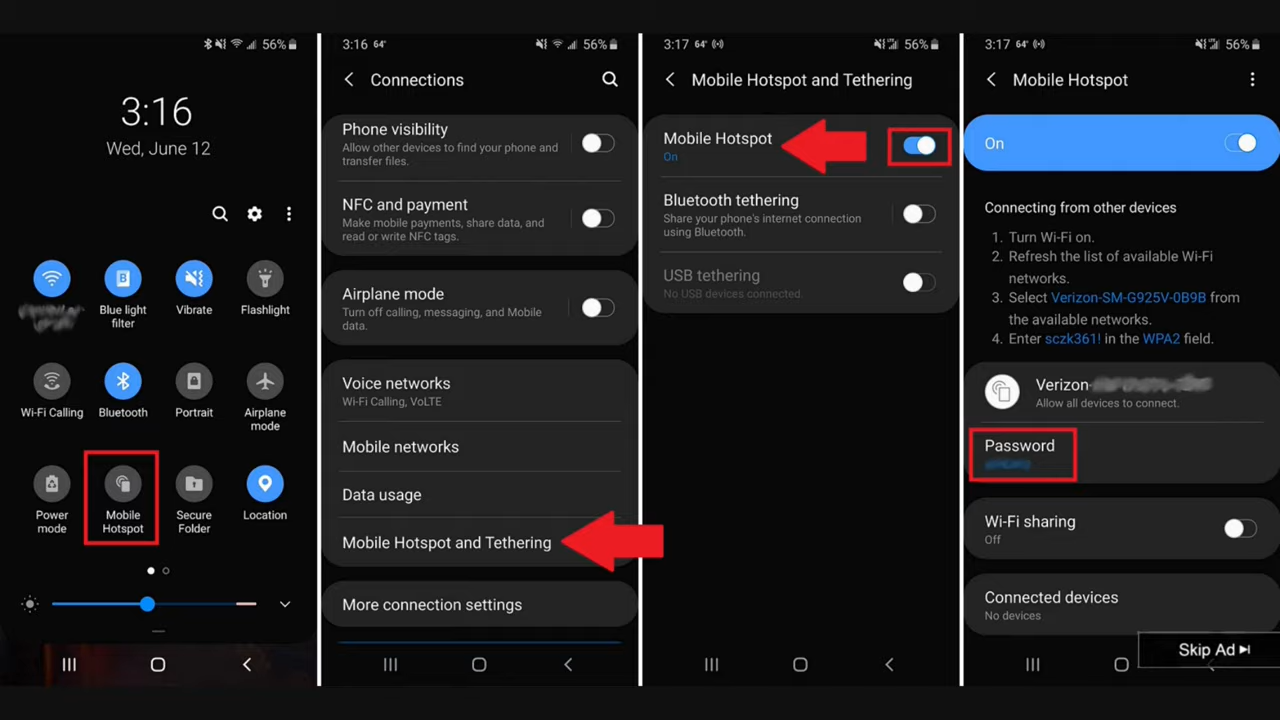 56%
3:16
Wed, June 12
Blue light
filter
Vibrate
Flashlight
Wi-Fi Calling
Bluetooth
Portrait
Airplane
mode
Power
mode
Mobile
Hotspot
Secure
Folder
Location
3:16 64°
56%
Connections
Phone visibility
Allow other devices to find your phone and
transfer files.
NFC and payment
Make mobile payments, share data, and
read or write NFC tags.
Airplane mode
Turn off calling, messaging, and Mobile
data.
Voice networks
Wi-Fi Calling, VoLTE
Mobile networks
Data usage
Mobile Hotspot and Tethering
More connection settings
3:17 64°
56%
Mobile Hotspot and Tethering
Mobile Hotspot
On
Bluetooth tethering
Share your phone's internet connection
using Bluetooth.
USB tethering
No USB devices connected.
3:17 64°
56%
Mobile Hotspot
On
Connecting from other devices
1. Turn Wi-Fi on.
2. Refresh the list of available Wi-Fi
networks.
3. Select Verizon-SM-G925V-0B9B from
the available networks.
4. Enter sczk361! in the WPA2 field.
Verizon-
Allow all devices to connect.
Password
Wi-Fi sharing
Off
Connected devices
No devices
Skip Ad